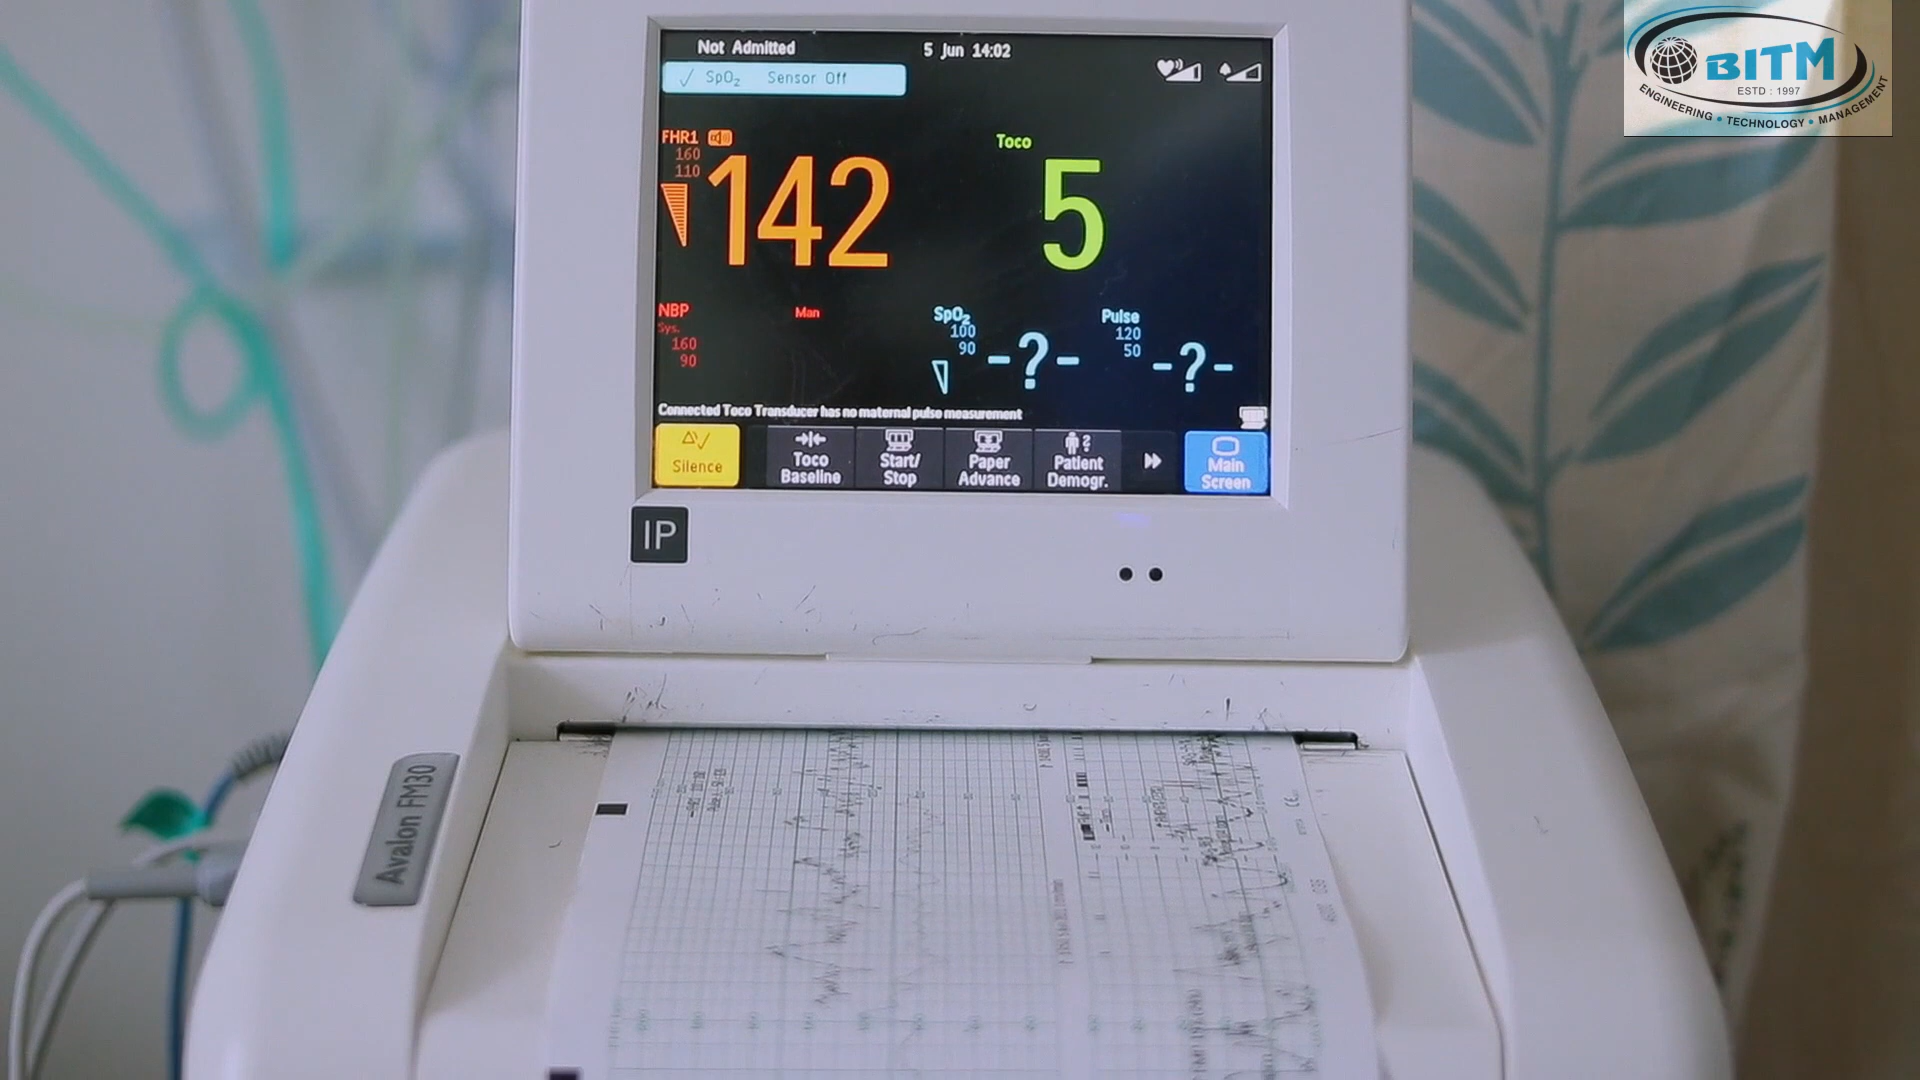 BITM
ESTD : 1997
ENGINEERING • TECHNOLOGY • MANAGEMENT
Not Admitted
5 Jun 14:02
SpO₂ Sensor Off
FHR1
160
110
142
Toco
5
NBP
Sys.
160
90
Man
SpO₂
100
90
-?-
Pulse
120
50
-?-
Connected Toco Transducer has no maternal pulse measurement
Silence
Toco
Baseline
Start/
Stop
Paper
Advance
Patient
Demogr.
Main
Screen
IP
Avalon FM30